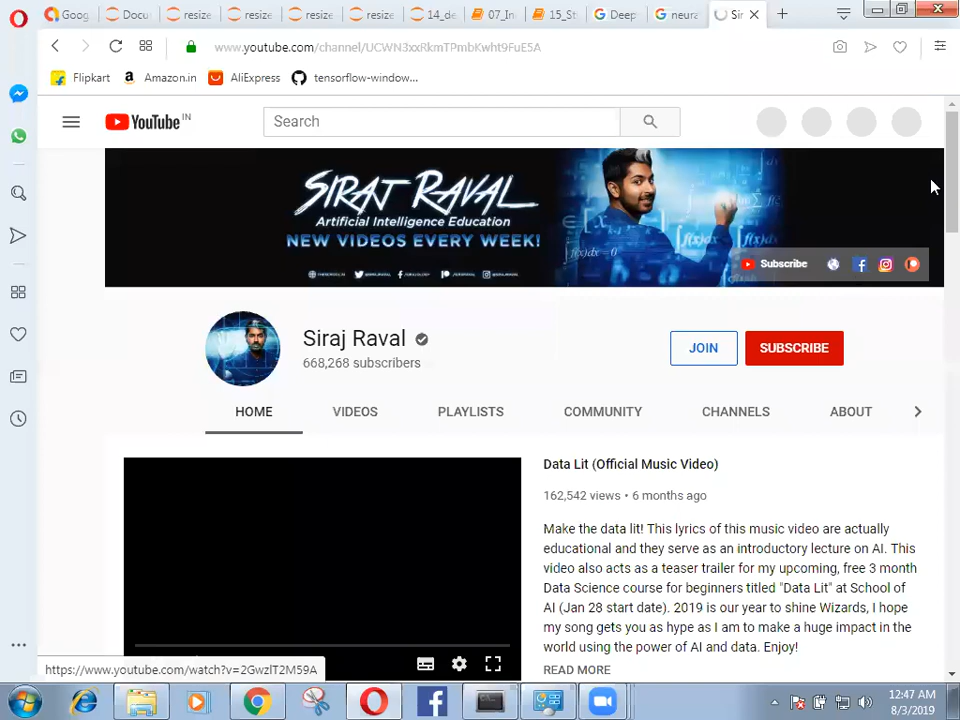 Goog
Docu
resize
resize
resize
resize
14_de
07_In
15_St
Deep
neura
Sir
www.youtube.com/channel/UCWN3xxRkmTPmbKwht9FuE5A
Flipkart
Amazon.in
AliExpress
tensorflow-window...
YouTube IN
Search
SIRAJ RAVAL
Artificial Intelligence Education
NEW VIDEOS EVERY WEEK!
Subscribe
Siraj Raval
668,268 subscribers
JOIN
SUBSCRIBE
HOME
VIDEOS
PLAYLISTS
COMMUNITY
CHANNELS
ABOUT
Data Lit (Official Music Video)
162,542 views • 6 months ago
Make the data lit! This lyrics of this music video are actually
educational and they serve as an introductory lecture on AI. This
video also acts as a teaser trailer for my upcoming, free 3 month
Data Science course for beginners titled "Data Lit" at School of
AI (Jan 28 start date). 2019 is our year to shine Wizards, I hope
my song gets you as hype as I am to make a huge impact in the
world using the power of AI and data. Enjoy!
READ MORE
https://www.youtube.com/watch?v=2GwzIT2M59A
12:47 AM
8/3/2019